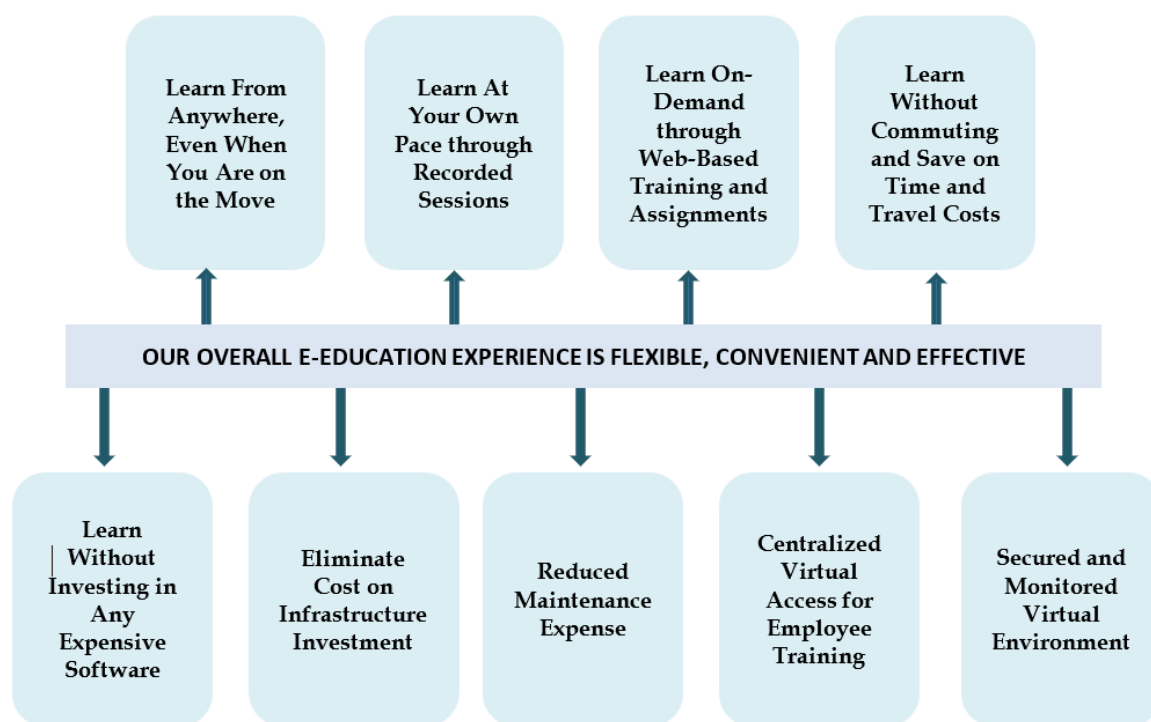 Learn From
Anywhere,
Even When
You Are on
the Move
Learn At
Your Own
Pace through
Recorded
Sessions
Learn On-
Demand
through
Web-Based
Training and
Assignments
Learn
Without
Commuting
and Save on
Time and
Travel Costs
OUR OVERALL E-EDUCATION EXPERIENCE IS FLEXIBLE, CONVENIENT AND EFFECTIVE
Learn
Without
Investing in
Any
Expensive
Software
Eliminate
Cost on
Infrastructure
Investment
Reduced
Maintenance
Expense
Centralized
Virtual
Access for
Employee
Training
Secured and
Monitored
Virtual
Environment